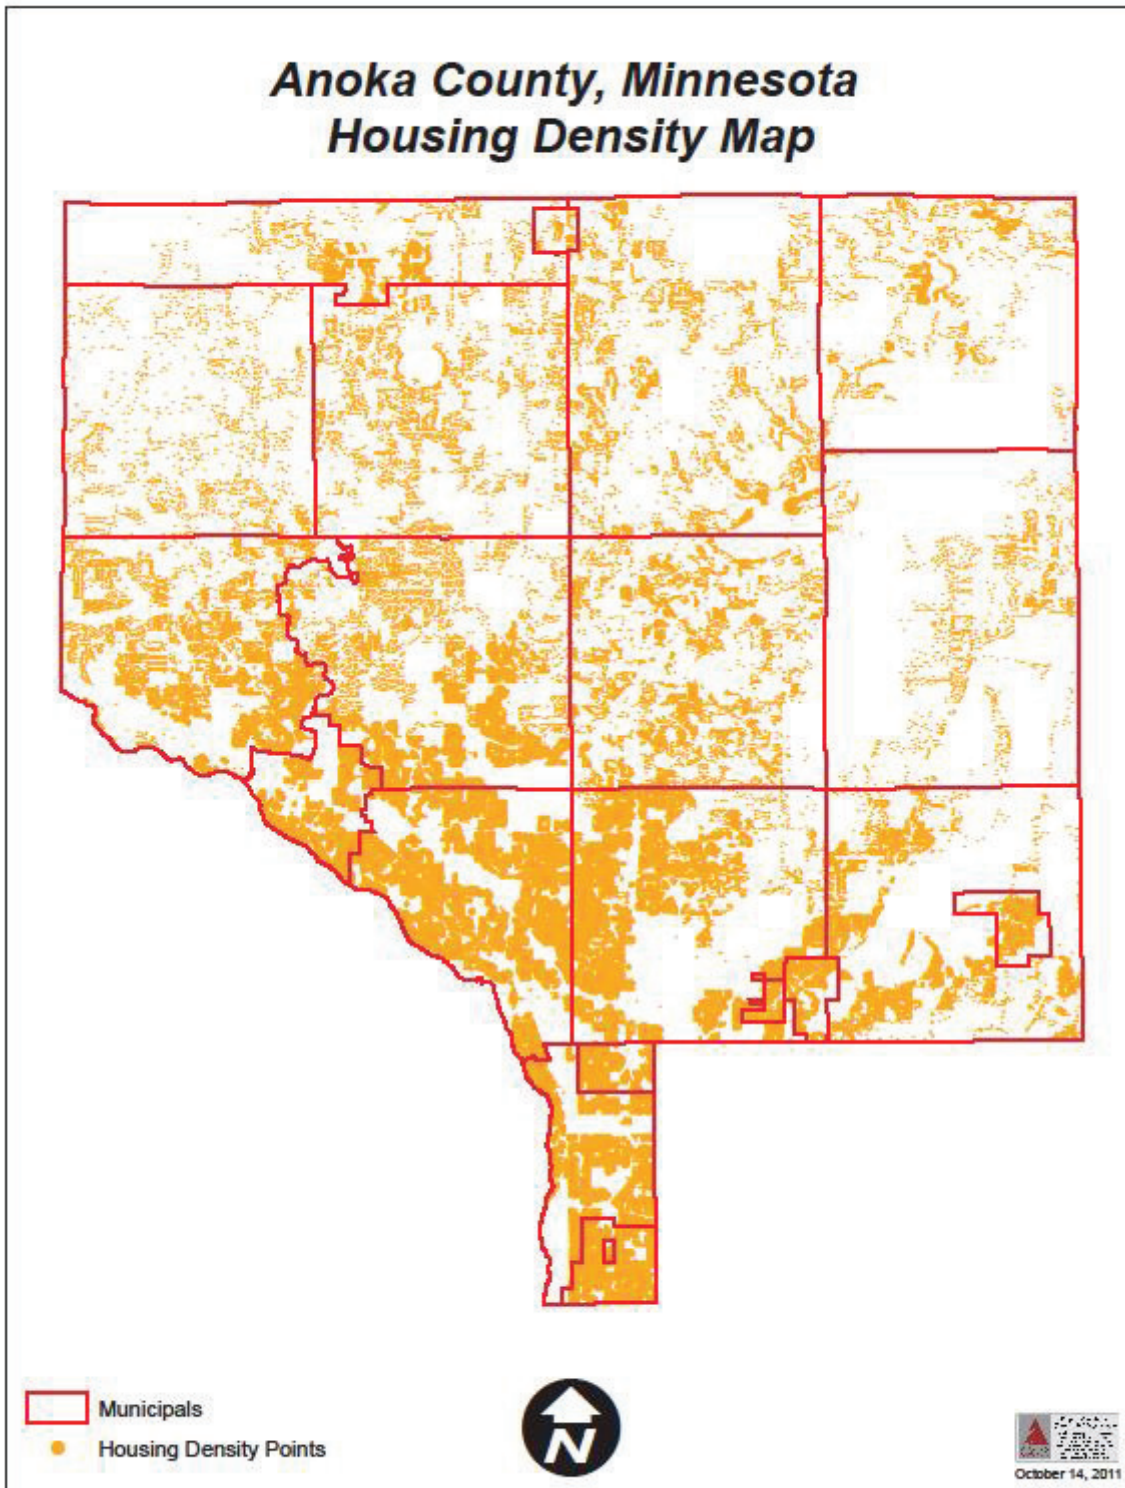 Anoka County, Minnesota
Housing Density Map
Municipals
Housing Density Points
N
October 14, 2011